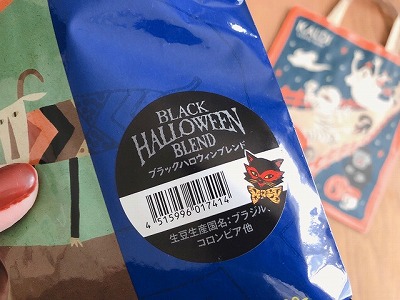 BLACK
HALLOWEEN
BLEND
ブラックハロウィンブレンド
4 515996 017414
生豆生産国名：ブラジル、
コロンビア他
KALDI